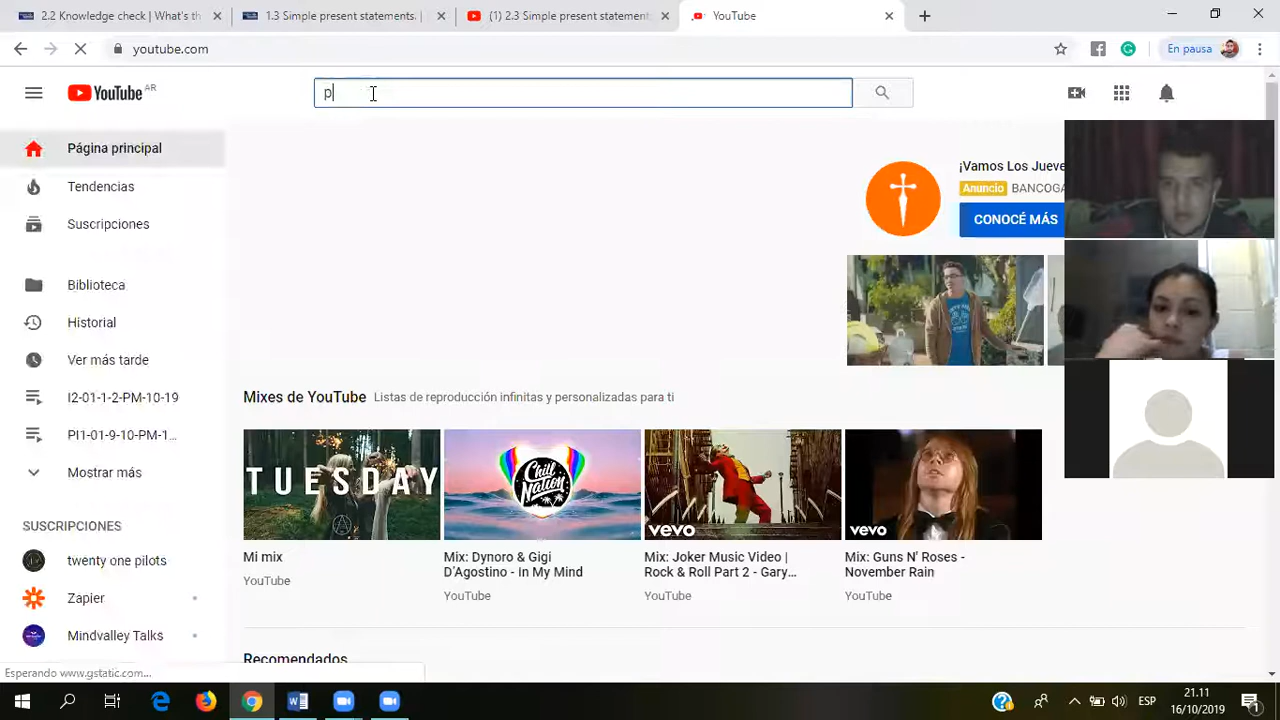 2.2 Knowledge check | What's th
1.3 Simple present statements.
(1) 2.3 Simple present statement
YouTube
youtube.com
En pausa
YouTube AR
p
Página principal
Tendencias
Suscripciones
Biblioteca
Historial
Ver más tarde
I2-01-1-2-PM-10-19
PI1-01-9-10-PM-1...
Mostrar más
SUSCRIPCIONES
twenty one pilots
Zapier
Mindvalley Talks
¡Vamos Los Jueve
Anuncio BANCOGA
CONOCÉ MÁS
Mixes de YouTube Listas de reproducción infinitas y personalizadas para ti
TUESDAY
Chill Nation
vevo
vevo
Mi mix
YouTube
Mix: Dynoro & Gigi
D'Agostino - In My Mind
YouTube
Mix: Joker Music Video |
Rock & Roll Part 2 - Gary...
YouTube
Mix: Guns N' Roses -
November Rain
YouTube
Recomendados
Esperando www.gstatic.com...
ESP
21.11
16/10/2019